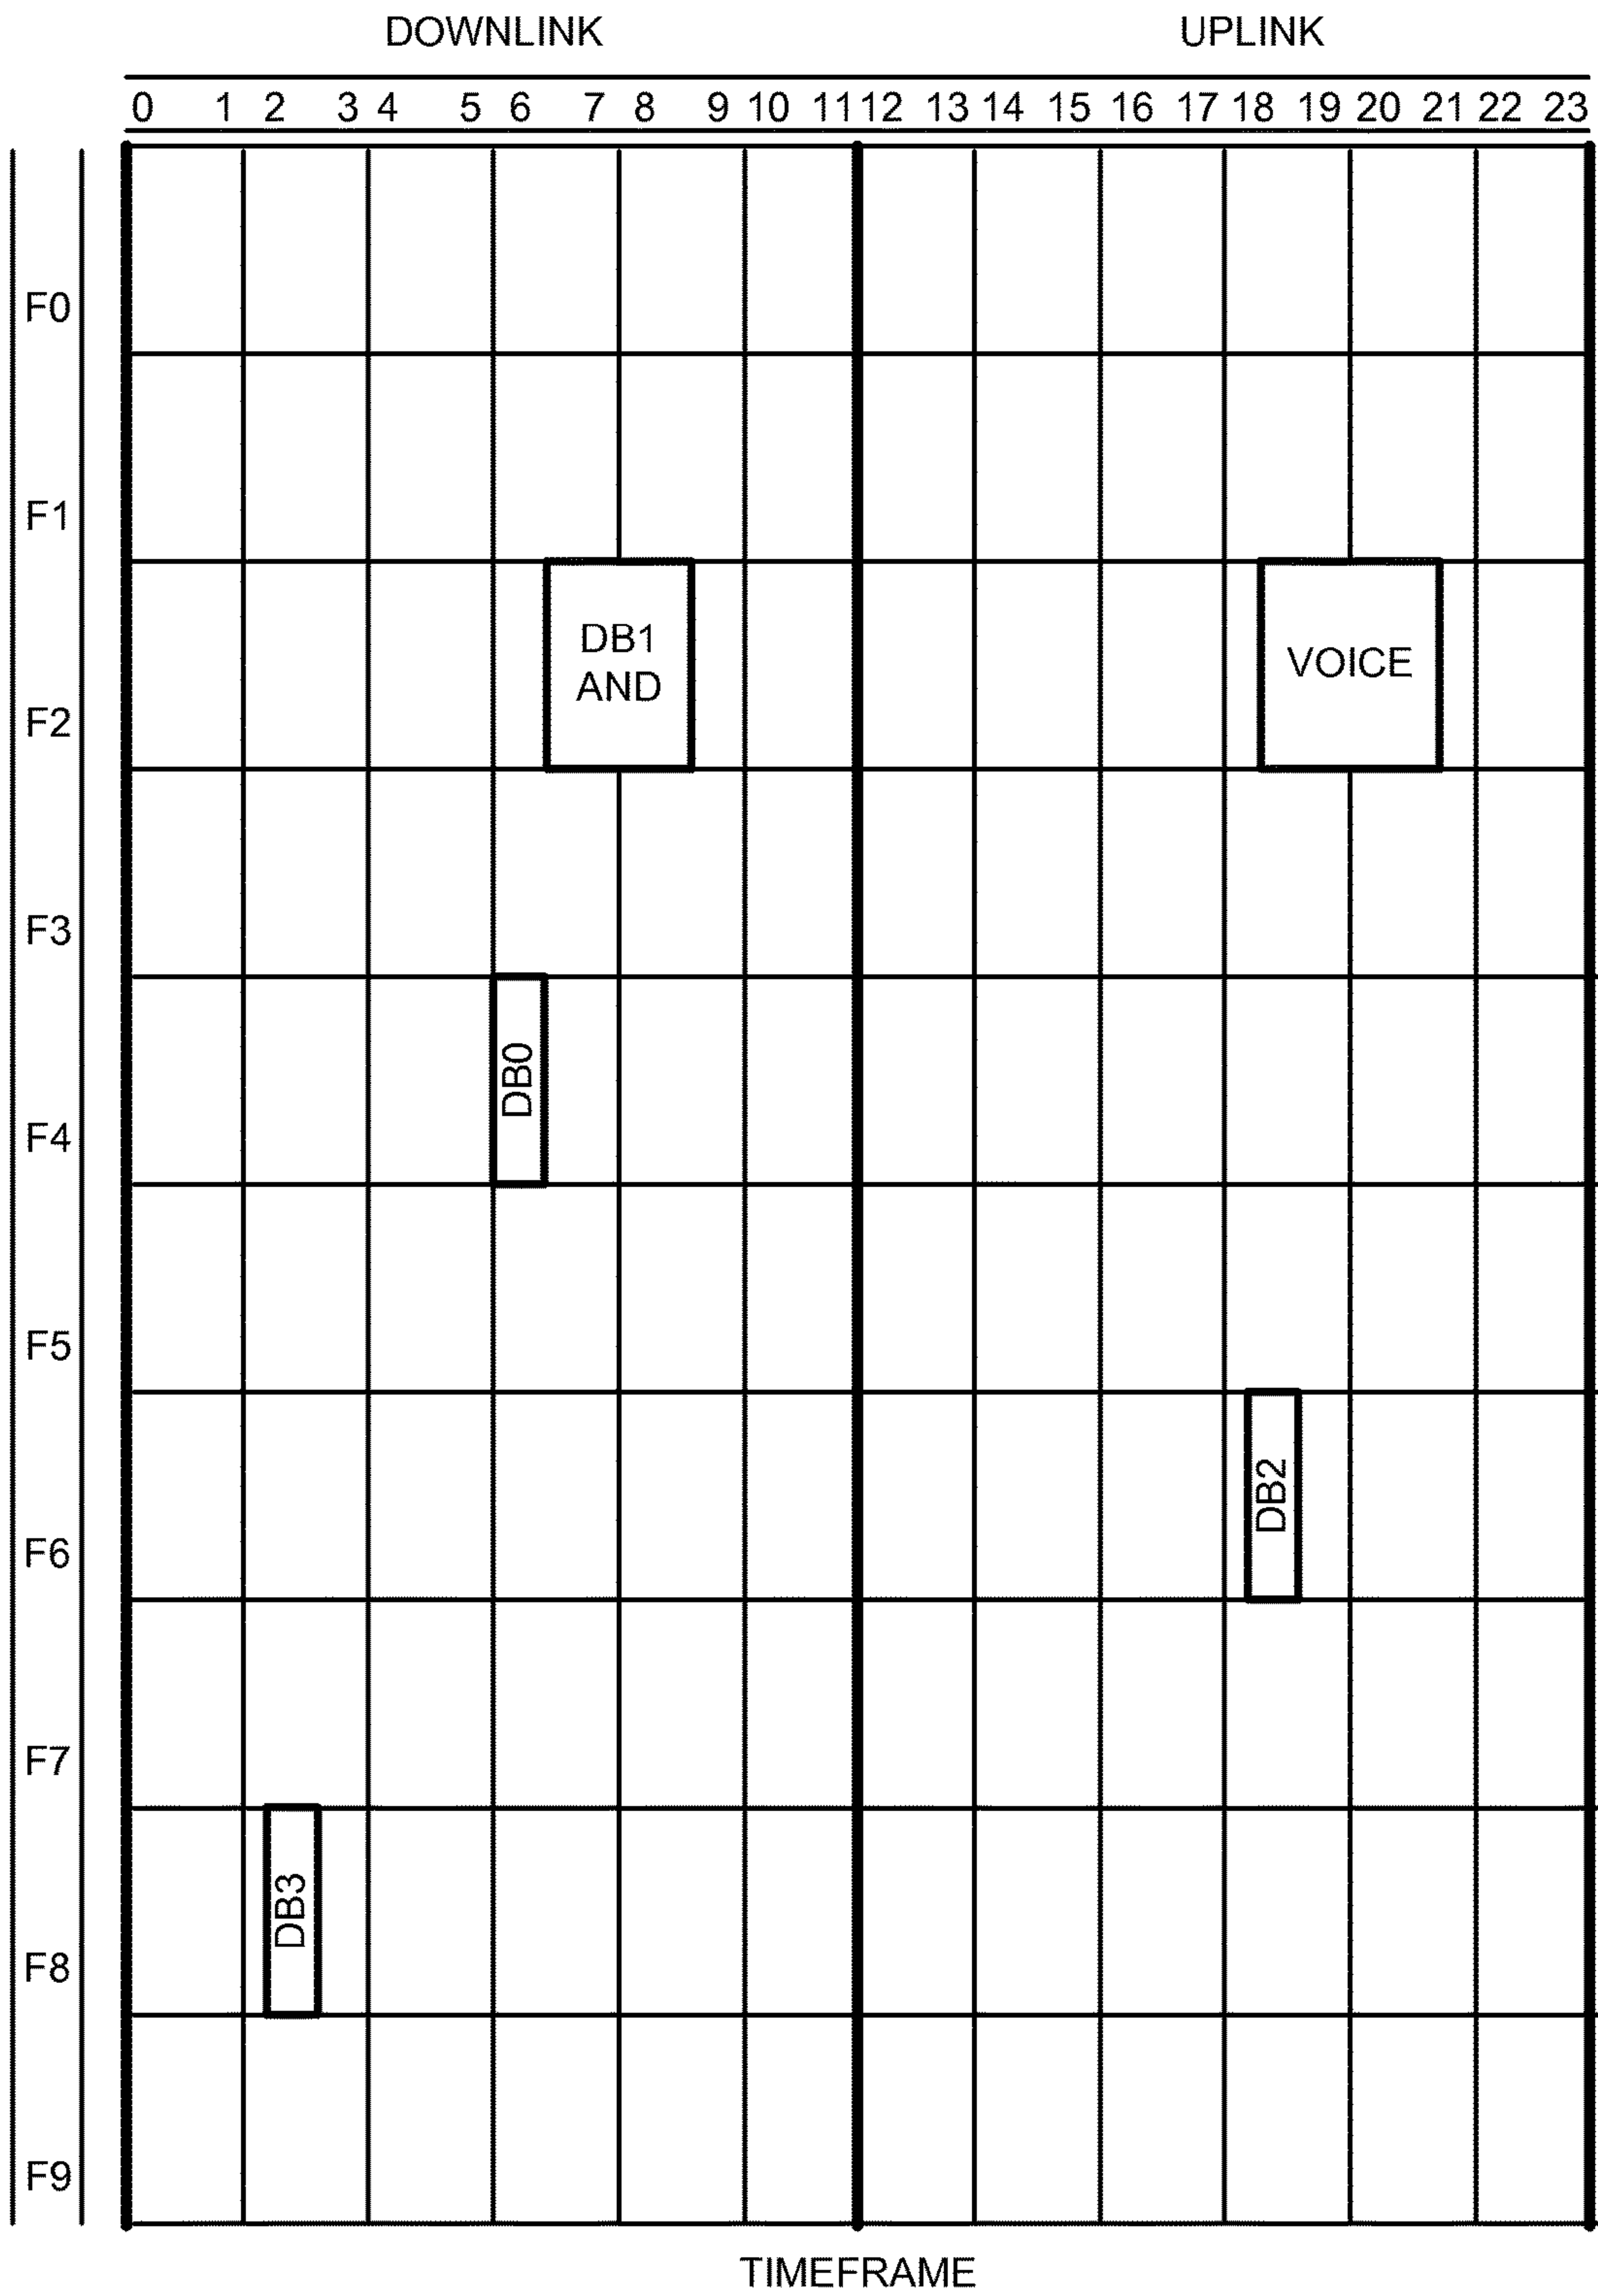 DOWNLINK UPLINK
0 1 2 3 4 5 6 7 8 9 10 11 12 13 14 15 16 17 18 19 20 21 22 23
F0
F1
DB1
AND
VOICE
F2
F3
DB0
F4
F5
DB2
F6
F7
DB3
F8
F9
TIMEFRAME